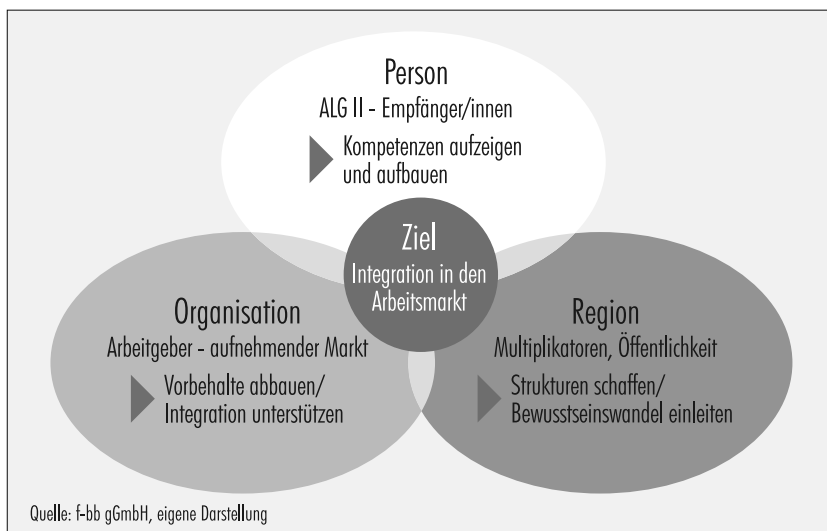 Person
ALG II - Empfänger/innen
Kompetenzen aufzeigen
und aufbauen
Ziel
Integration in den
Arbeitsmarkt
Organisation
Arbeitgeber - aufnehmender Markt
Vorbehalte abbauen/
Integration unterstützen
Region
Multiplikatoren, Öffentlichkeit
Strukturen schaffen/
Bewusstseinswandel einleiten
Quelle: f-bb gGmbH, eigene Darstellung